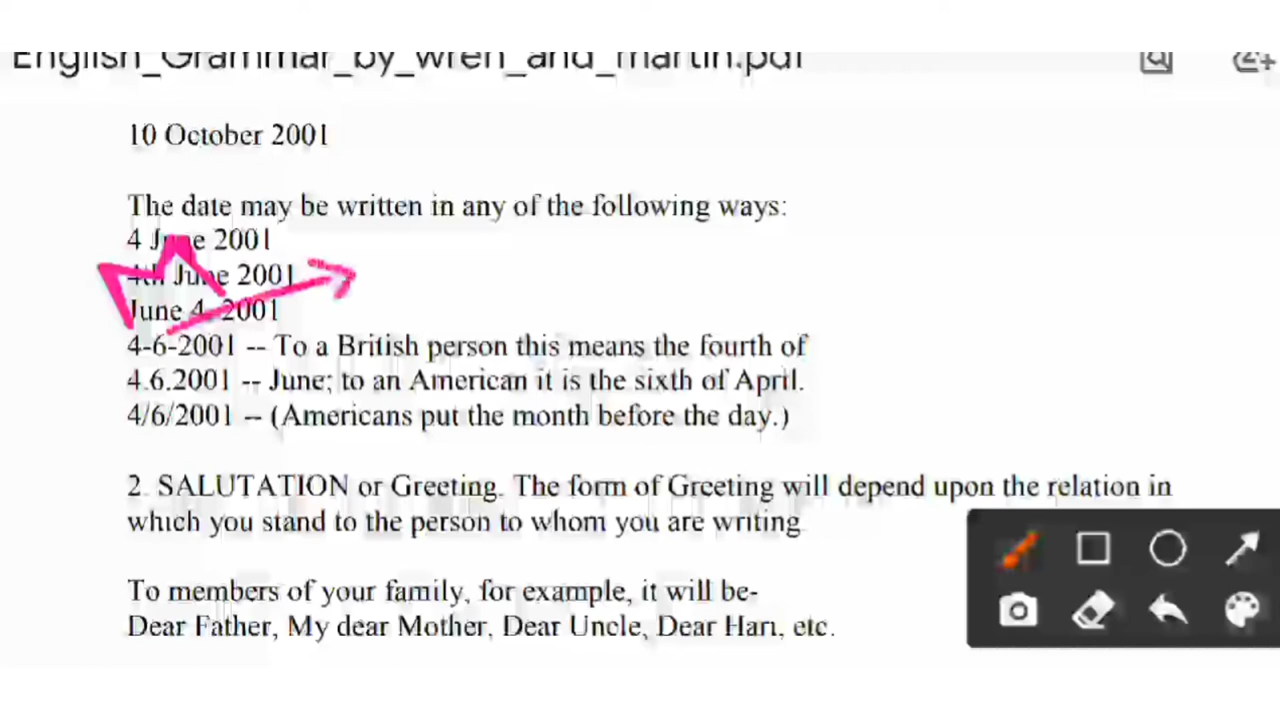 English_Grammar_by_wren_and_martin.pdf
10 October 2001
The date may be written in any of the following ways:
4 June 2001
4th June 2001
June 4, 2001
4-6-2001 -- To a British person this means the fourth of
4.6.2001 -- June; to an American it is the sixth of April.
4/6/2001 -- (Americans put the month before the day.)
2. SALUTATION or Greeting. The form of Greeting will depend upon the relation in
which you stand to the person to whom you are writing
To members of your family, for example, it will be-
Dear Father, My dear Mother, Dear Uncle, Dear Hari, etc.